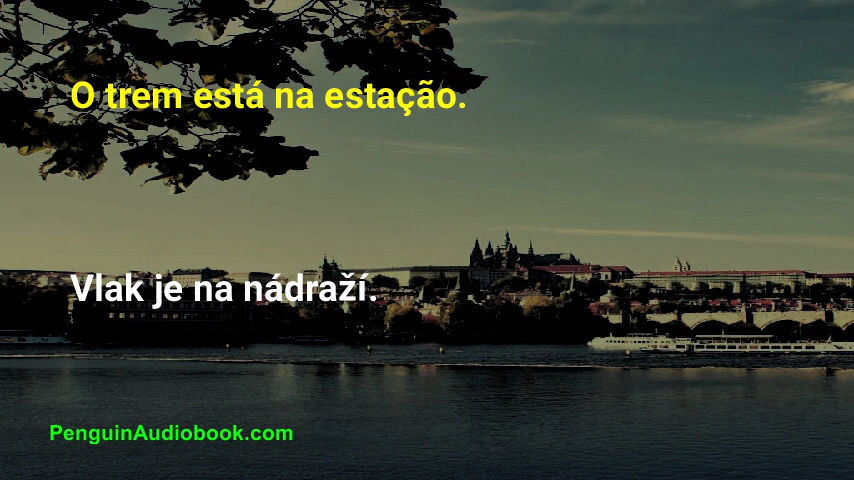 O trem está na estação.
Vlak je na nádraží.
PenguinAudiobook.com